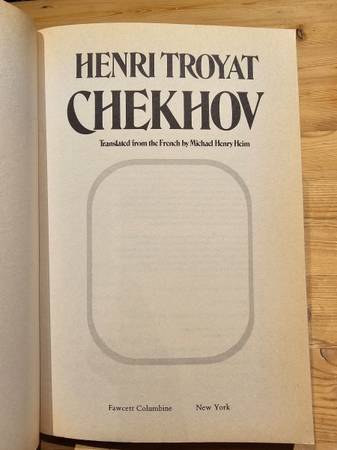 HENRI TROYAT
CHEKHOV
Translated from the French by Michael Henry Heim
Fawcett Columbine New York